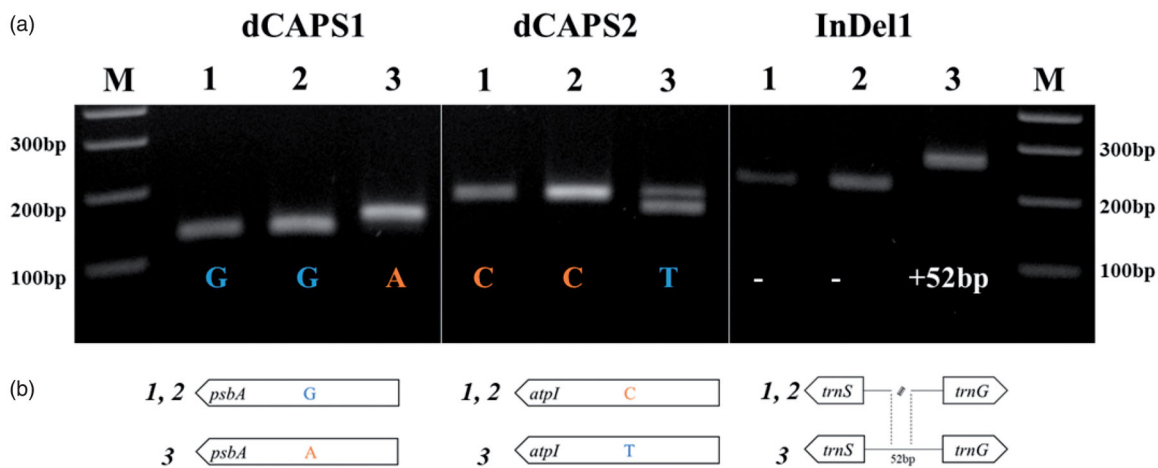 (a)
dCAPS1 dCAPS2 InDel1
M 1 2 3 1 2 3 1 2 3 M
300bp 300bp
200bp 200bp
100bp G G A C C T - - +52bp 100bp
(b)
1, 2 psbA G 1, 2 atpI C 1, 2 trnS trnG
3 psbA A 3 atpI T 3 trnS 52bp trnG